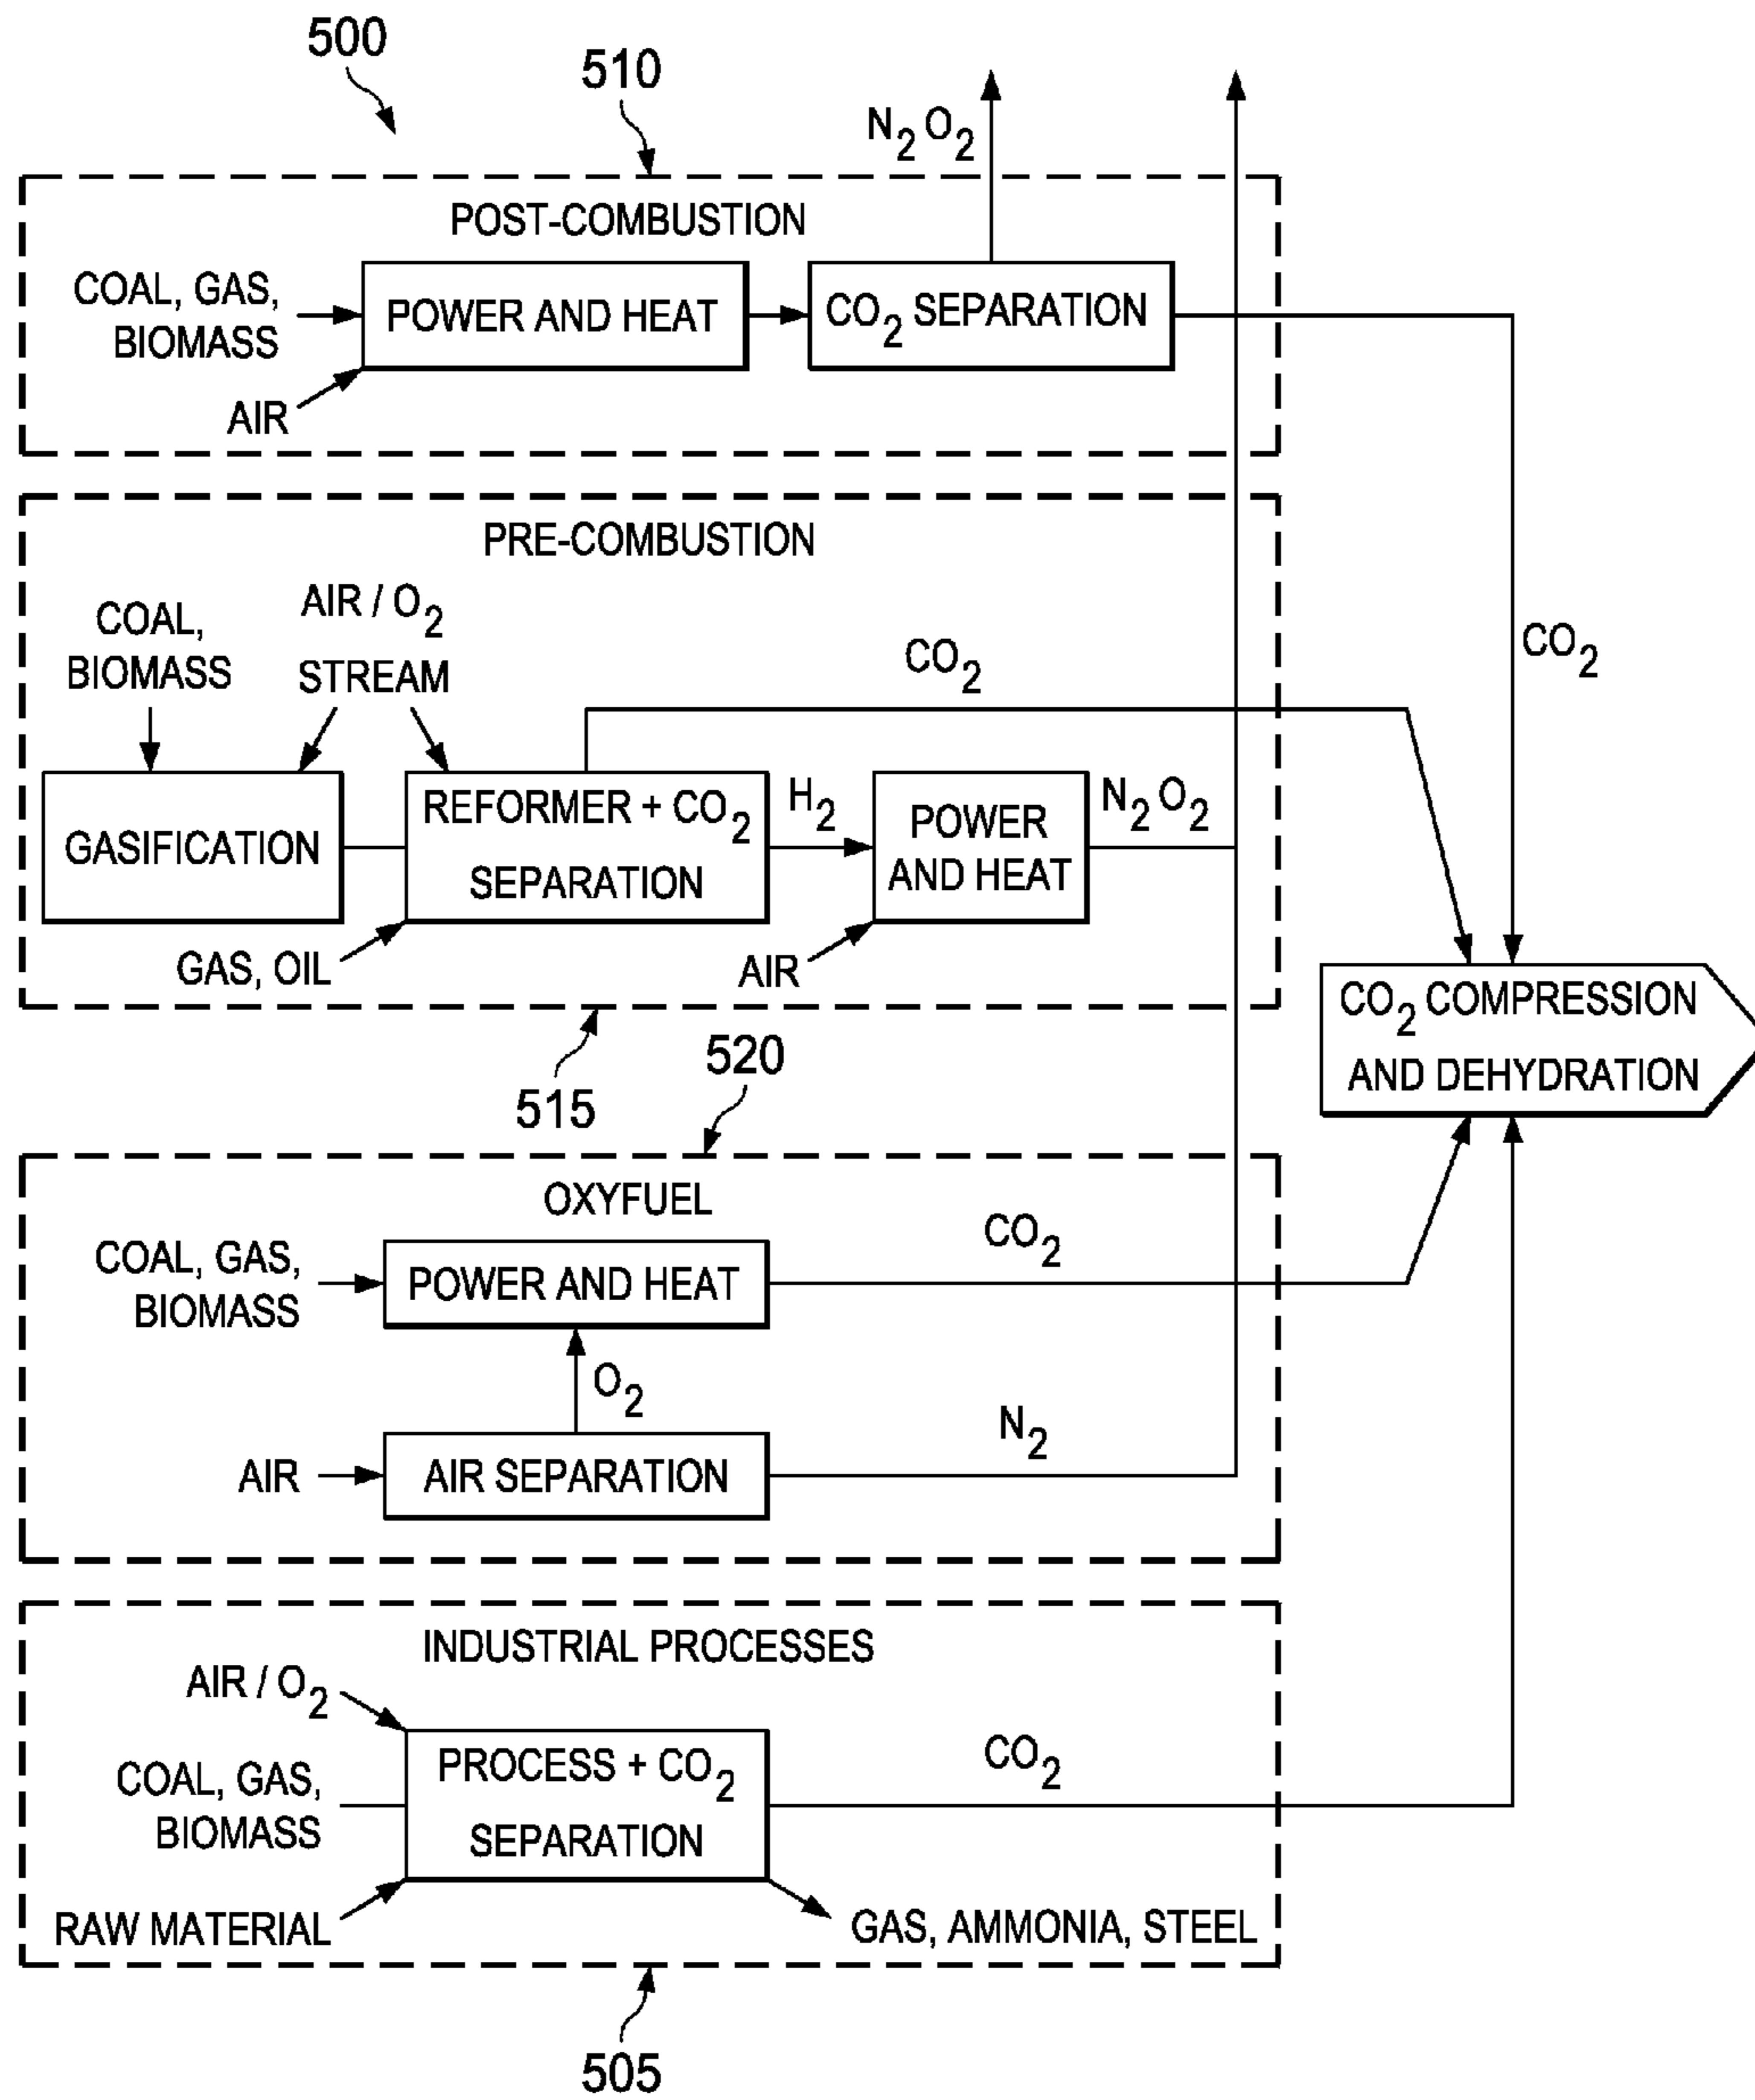 500
510
N₂ O₂
POST-COMBUSTION
COAL, GAS,
BIOMASS
POWER AND HEAT
CO₂ SEPARATION
AIR
PRE-COMBUSTION
COAL,
BIOMASS
AIR / O₂
STREAM
CO₂
CO₂
GASIFICATION
REFORMER + CO₂
SEPARATION
H₂
POWER
AND HEAT
N₂ O₂
GAS, OIL
AIR
CO₂ COMPRESSION
AND DEHYDRATION
515
520
OXYFUEL
COAL, GAS,
BIOMASS
POWER AND HEAT
CO₂
O₂
N₂
AIR
AIR SEPARATION
INDUSTRIAL PROCESSES
AIR / O₂
COAL, GAS,
BIOMASS
PROCESS + CO₂
SEPARATION
CO₂
RAW MATERIAL
GAS, AMMONIA, STEEL
505